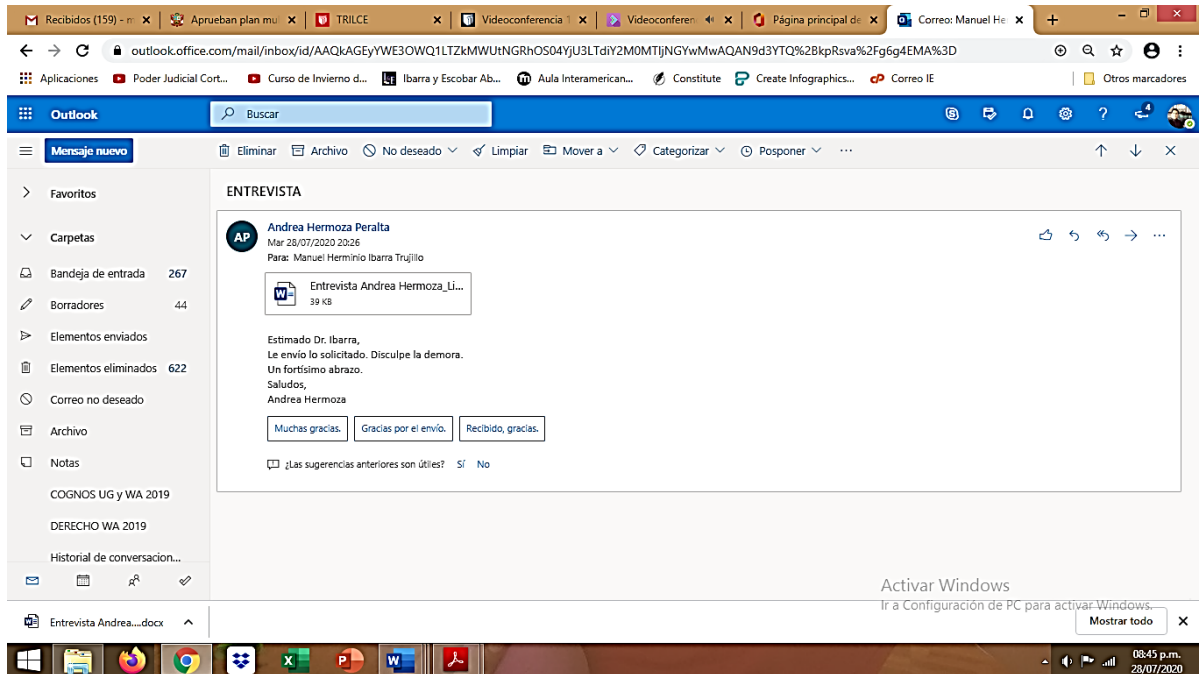 Recibidos (159) - m
Aprueban plan mul
TRILCE
Videoconferencia 1
Videoconferen
Página principal de
Correo: Manuel He
outlook.office.com/mail/inbox/id/AAQkAGEyYWE3OWQ1LTZkMWUtNGRhOS04YjU3LTdiY2M0MTIjNGYwMwAQAN9d3YTQ%2BkpRsva%2Fg6g4EMA%3D
Aplicaciones
Poder Judicial Cort...
Curso de Invierno d...
Ibarra y Escobar Ab...
Aula Interamerican...
Constitute
Create Infographics...
Correo IE
Otros marcadores
Outlook
Buscar
4
Mensaje nuevo
Eliminar
Archivo
No deseado
Limpiar
Mover a
Categorizar
Posponer
Favoritos
Carpetas
Bandeja de entrada 267
Borradores 44
Elementos enviados
Elementos eliminados 622
Correo no deseado
Archivo
Notas
COGNOS UG y WA 2019
DERECHO WA 2019
Historial de conversacion...
ENTREVISTA
AP
Andrea Hermoza Peralta
Mar 28/07/2020 20:26
Para: Manuel Herminio Ibarra Trujillo
Entrevista Andrea Hermoza_Li...
39 KB
Estimado Dr. Ibarra,
Le envío lo solicitado. Disculpe la demora.
Un fortísimo abrazo.
Saludos,
Andrea Hermoza
Muchas gracias.
Gracias por el envío.
Recibido, gracias.
¿Las sugerencias anteriores son útiles? Sí No
Activar Windows
Ir a Configuración de PC para activar Windows.
Entrevista Andrea....docx
Mostrar todo
08:45 p.m.
28/07/2020